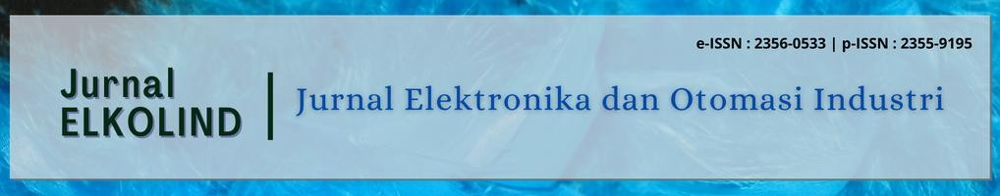 e-ISSN : 2356-0533 | p-ISSN : 2355-9195
Jurnal
ELKOLIND
Jurnal Elektronika dan Otomasi Industri